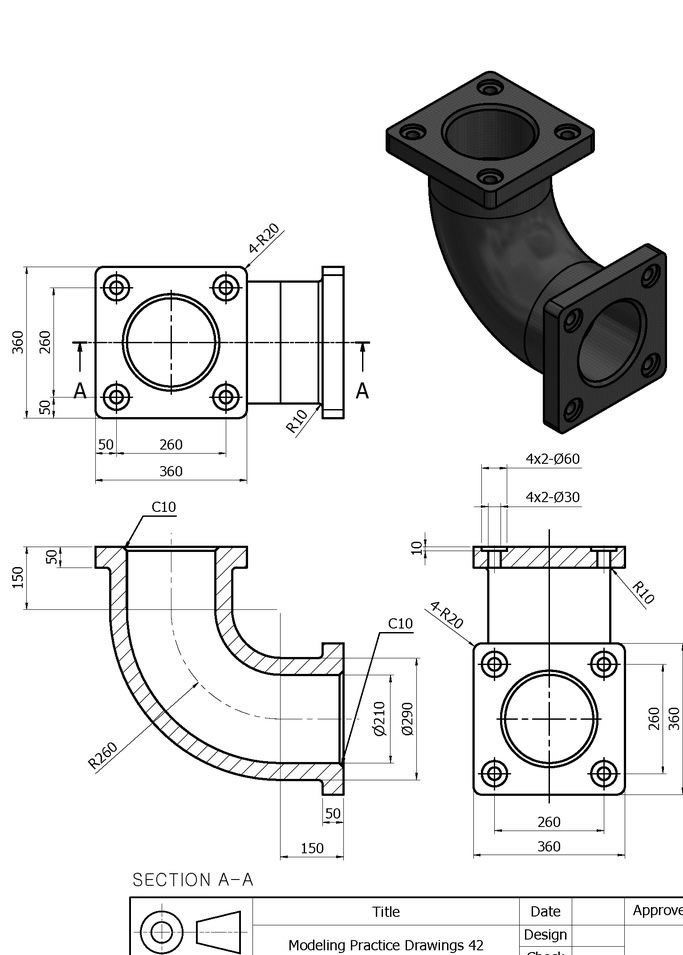 4-R20
360
260
50
A
A
R10
50
260
360
C10
150
50
R260
C10
Ø210
Ø290
50
150
4x2-Ø60
4x2-Ø30
10
R10
4-R20
260
360
260
360
SECTION A-A
Title
Date
Approve
Design
Modeling Practice Drawings 42
Check